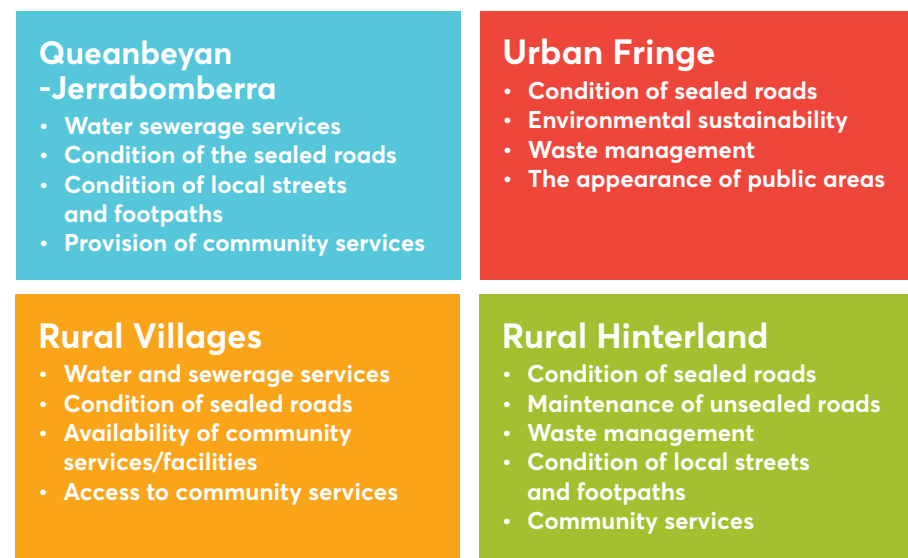 Queanbeyan
-Jerrabomberra
• Water sewerage services
• Condition of the sealed roads
• Condition of local streets
and footpaths
• Provision of community services
Urban Fringe
• Condition of sealed roads
• Environmental sustainability
• Waste management
• The appearance of public areas
Rural Villages
• Water and sewerage services
• Condition of sealed roads
• Availability of community
services/facilities
• Access to community services
Rural Hinterland
• Condition of sealed roads
• Maintenance of unsealed roads
• Waste management
• Condition of local streets
and footpaths
• Community services